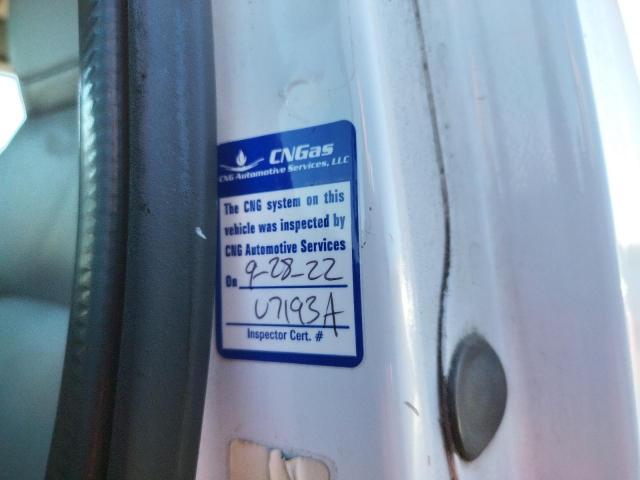 CNGas
CNG Automotive Services, LLC
The CNG system on this
vehicle was inspected by
CNG Automotive Services
On 9-28-22
U7193A
Inspector Cert. #